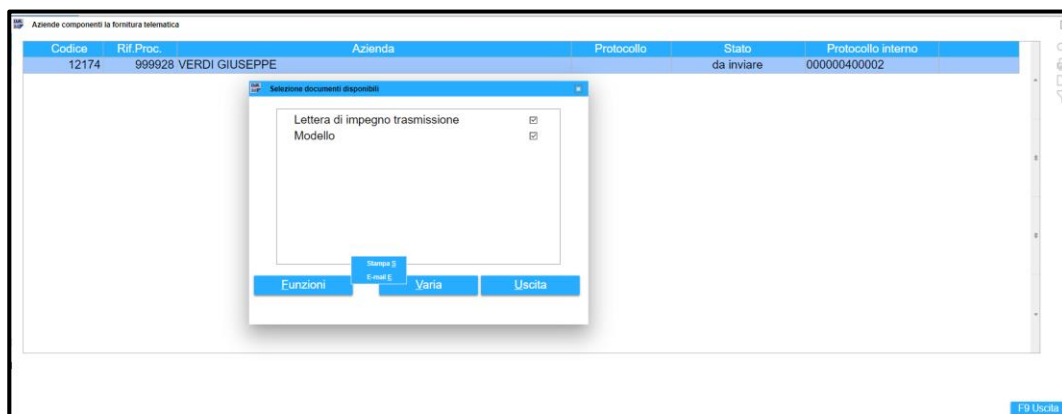 Aziende componenti la fornitura telematica
Codice Rif.Proc. Azienda Protocollo Stato Protocollo interno
12174 999928 VERDI GIUSEPPE da inviare 000000400002
Selezione documenti disponibili
Lettera di impegno trasmissione
Modello
Stampa S
E-mail E
Funzioni Varia Uscita
F9 Uscita